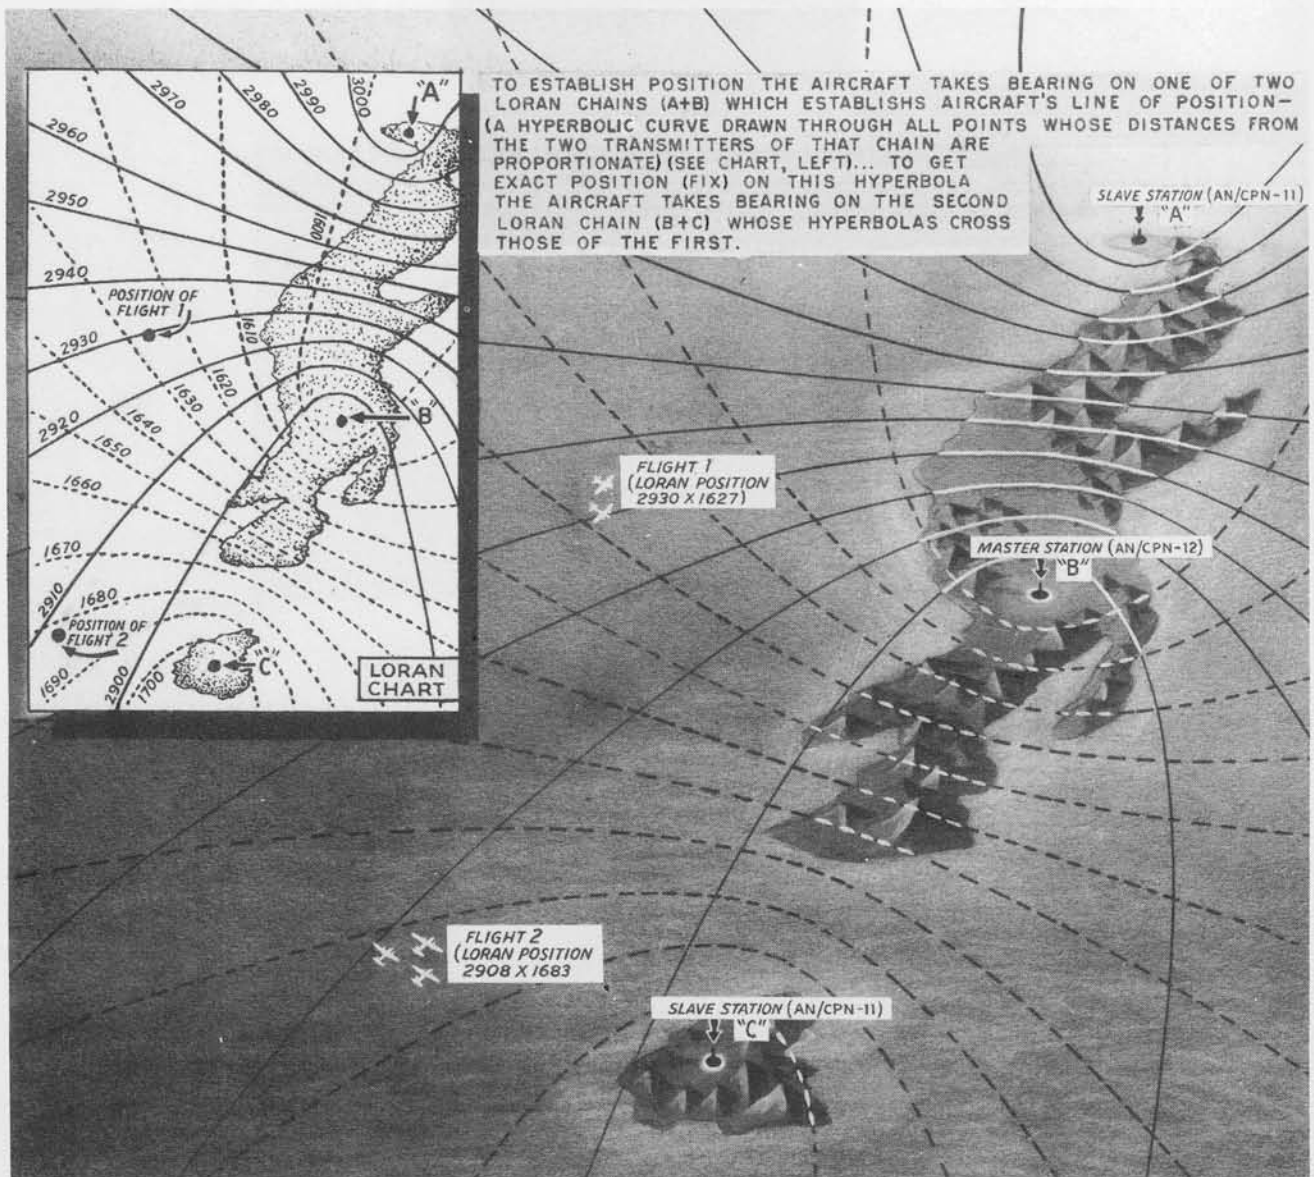 TO ESTABLISH POSITION THE AIRCRAFT TAKES BEARING ON ONE OF TWO
LORAN CHAINS (A+B) WHICH ESTABLISHS AIRCRAFT'S LINE OF POSITION—
(A HYPERBOLIC CURVE DRAWN THROUGH ALL POINTS WHOSE DISTANCES FROM
THE TWO TRANSMITTERS OF THAT CHAIN ARE
PROPORTIONATE) (SEE CHART, LEFT)... TO GET
EXACT POSITION (FIX) ON THIS HYPERBOLA
THE AIRCRAFT TAKES BEARING ON THE SECOND
LORAN CHAIN (B+C) WHOSE HYPERBOLAS CROSS
THOSE OF THE FIRST.
2970
2980
2990
3000
"A"
2960
2950
1600
2940
POSITION OF
FLIGHT 1
2930
1610
1620
1630
1640
"B"
2920
1650
1660
1670
2910
1680
POSITION OF
FLIGHT 2
1690
2900
1700
"C"
LORAN
CHART
SLAVE STATION (AN/CPN-11)
"A"
FLIGHT 1
(LORAN POSITION
2930 X 1627)
MASTER STATION (AN/CPN-12)
"B"
FLIGHT 2
(LORAN POSITION
2908 X 1683
SLAVE STATION (AN/CPN-11)
"C"